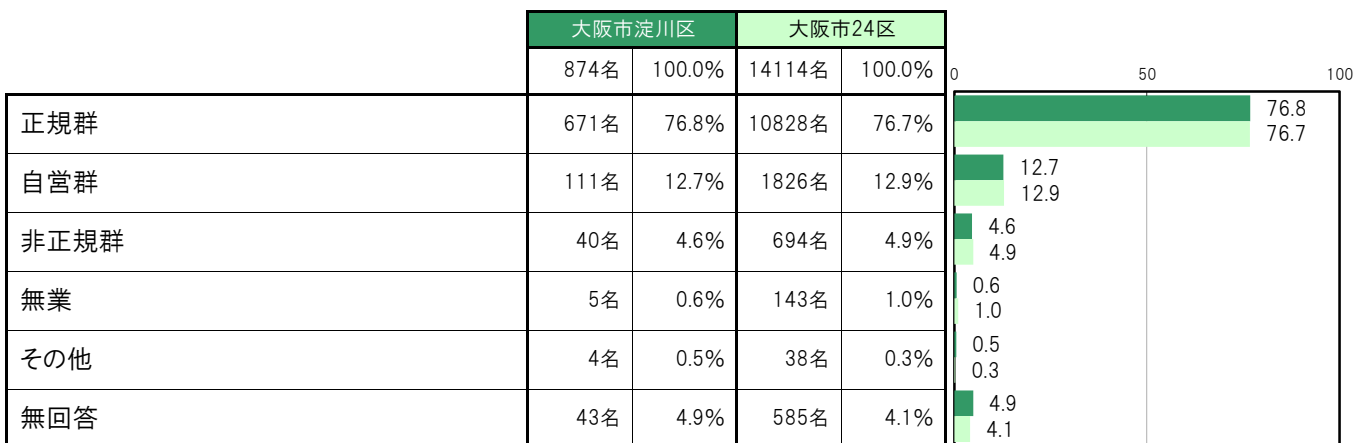 大阪市淀川区 大阪市24区
874名 100.0% 14114名 100.0% 0 50 100
正規群 671名 76.8% 10828名 76.7% 76.8
76.7
自営群 111名 12.7% 1826名 12.9% 12.7
12.9
非正規群 40名 4.6% 694名 4.9% 4.6
4.9
無業 5名 0.6% 143名 1.0% 0.6
1.0
その他 4名 0.5% 38名 0.3% 0.5
0.3
無回答 43名 4.9% 585名 4.1% 4.9
4.1